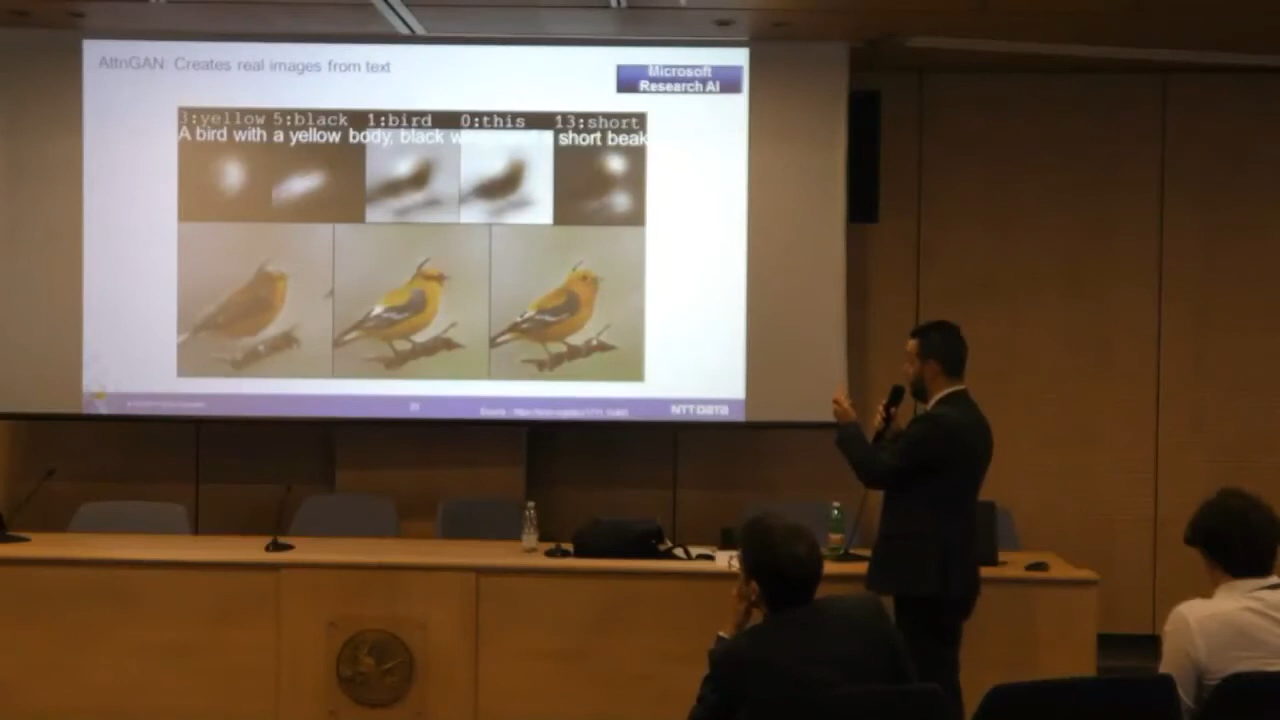 AttnGAN Creates real images from text
Microsoft
Research AI
3:yellow 5:black 1:bird 0:this 13:short
A bird with a yellow body, black short beak
NTT DATA